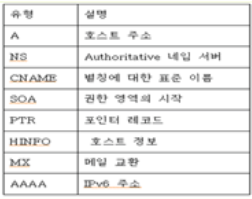 유형 설명
A 호스트 주소
NS Authoritative 네임 서버
CNAME 별칭에 대한 표준 이름
SOA 권한 영역의 시작
PTR 포인터 레코드
HINFO 호스트 정보
MX 메일 교환
AAAA IPv6 주소